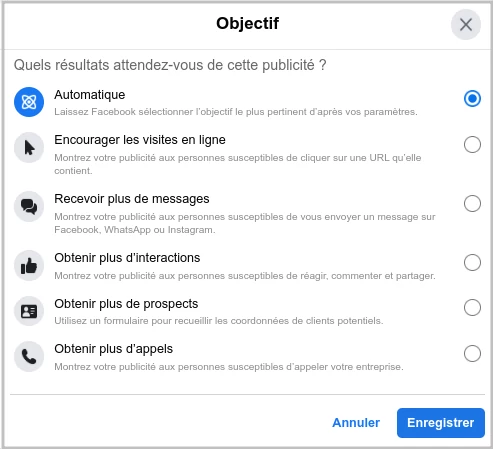 Objectif
Quels résultats attendez-vous de cette publicité ?
Automatique
Laissez Facebook sélectionner l'objectif le plus pertinent d'après vos paramètres.
Encourager les visites en ligne
Montrez votre publicité aux personnes susceptibles de cliquer sur une URL qu'elle
contient.
Recevoir plus de messages
Montrez votre publicité aux personnes susceptibles de vous envoyer un message sur
Facebook, WhatsApp ou Instagram.
Obtenir plus d'interactions
Montrez votre publicité aux personnes susceptibles de réagir, commenter et partager.
Obtenir plus de prospects
Utilisez un formulaire pour recueillir les coordonnées de clients potentiels.
Obtenir plus d'appels
Montrez votre publicité aux personnes susceptibles d'appeler votre entreprise.
Annuler
Enregistrer